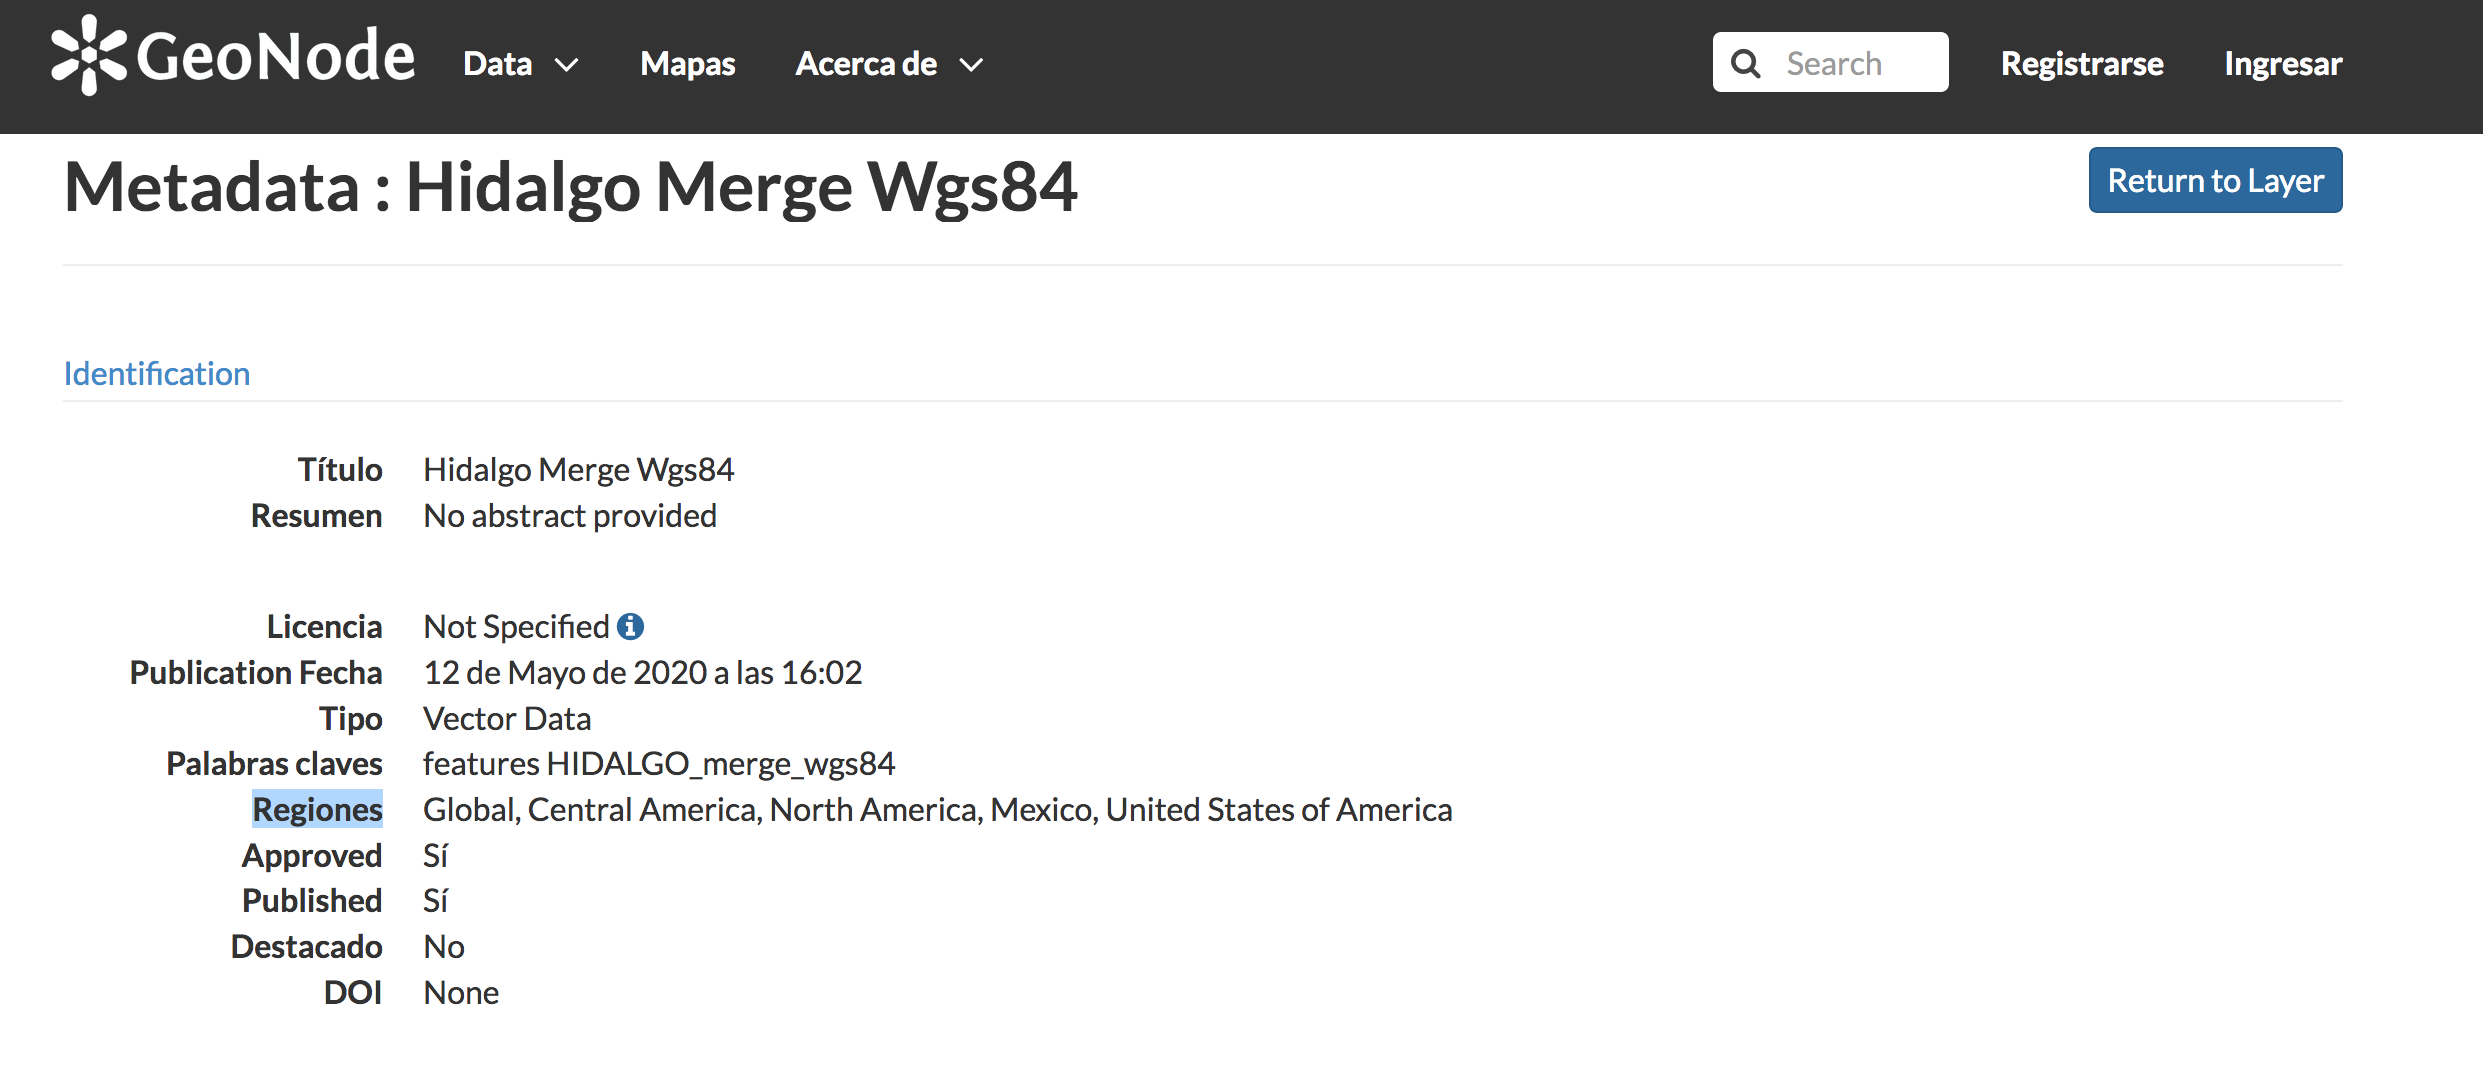 GeoNode Data Mapas Acerca de Search Registrarse Ingresar
Metadata : Hidalgo Merge Wgs84
Return to Layer
Identification
Título Hidalgo Merge Wgs84
Resumen No abstract provided
Licencia Not Specified
Publication Fecha 12 de Mayo de 2020 a las 16:02
Tipo Vector Data
Palabras claves features HIDALGO_merge_wgs84
Regiones Global, Central America, North America, Mexico, United States of America
Approved Sí
Published Sí
Destacado No
DOI None